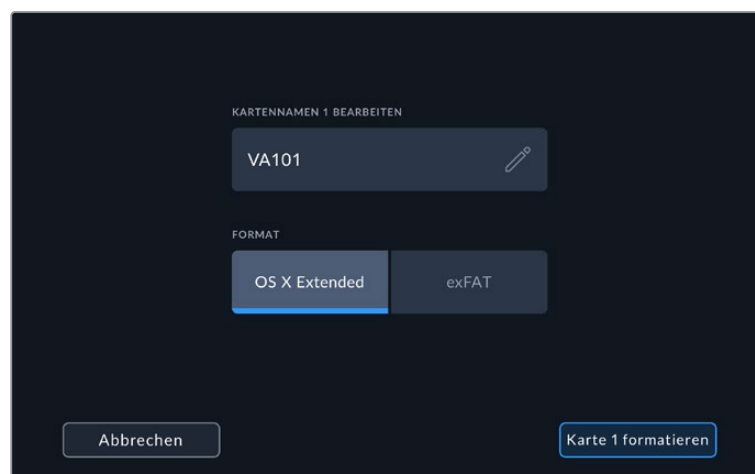 KARTENNAMEN 1 BEARBEITEN
VA101
FORMAT
OS X Extended exFAT
Abbrechen Karte 1 formatieren